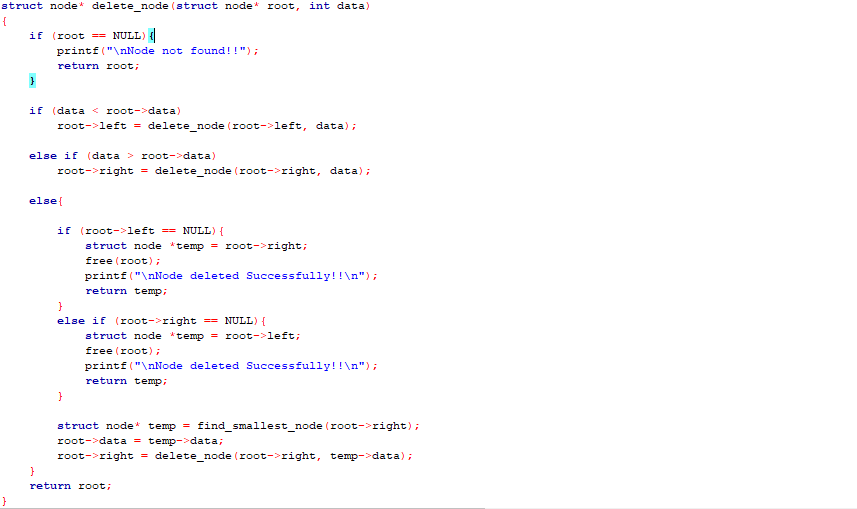 struct node* delete_node(struct node* root, int data)
{
    if (root == NULL){
        printf("\nNode not found!!");
        return root;
    }
    if (data < root->data)
        root->left = delete_node(root->left, data);
    else if (data > root->data)
        root->right = delete_node(root->right, data);
    else{
        if (root->left == NULL){
            struct node *temp = root->right;
            free(root);
            printf("\nNode deleted Successfully!!\n");
            return temp;
        }
        else if (root->right == NULL){
            struct node *temp = root->left;
            free(root);
            printf("\nNode deleted Successfully!!\n");
            return temp;
        }
        struct node* temp = find_smallest_node(root->right);
        root->data = temp->data;
        root->right = delete_node(root->right, temp->data);
    }
    return root;
}